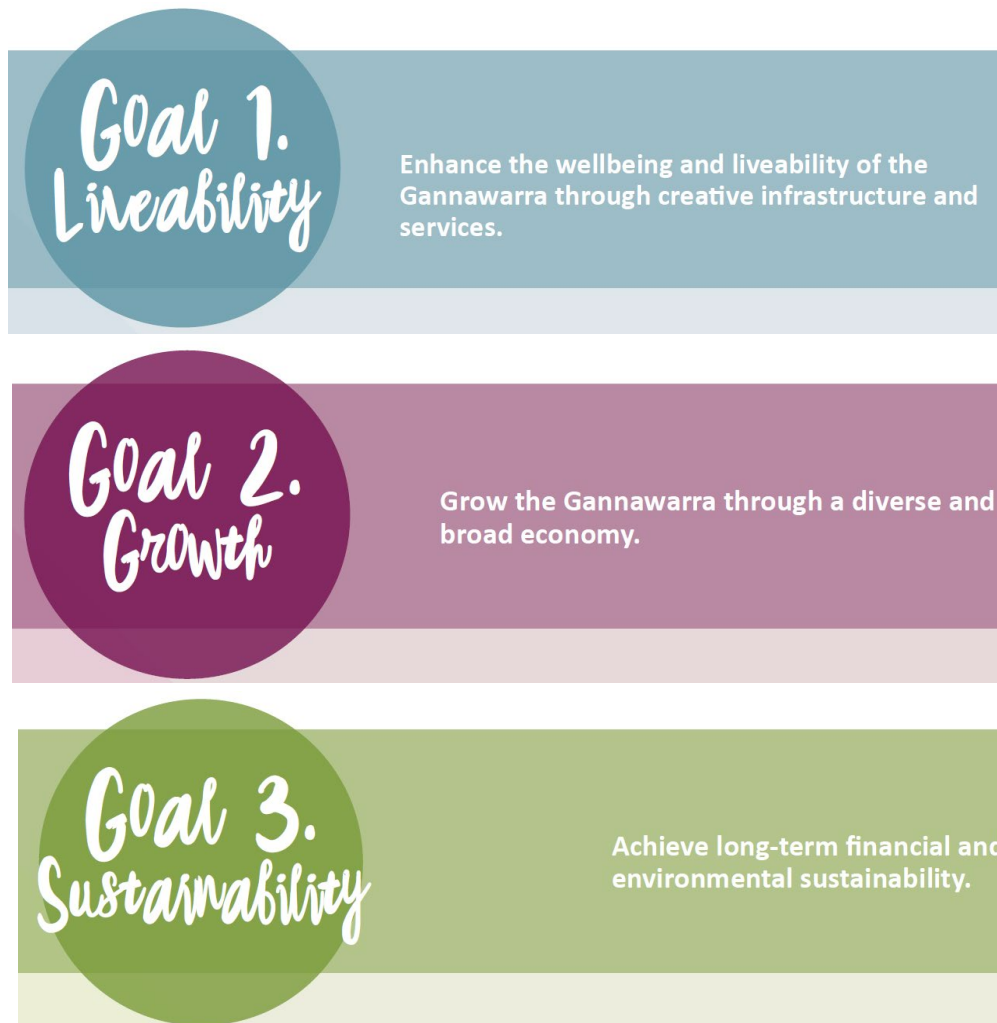 Goal 1.
Liveability
Enhance the wellbeing and liveability of the
Gannawarra through creative infrastructure and
services.
Goal 2.
Growth
Grow the Gannawarra through a diverse and
broad economy.
Goal 3.
Sustainability
Achieve long-term financial and
environmental sustainability.